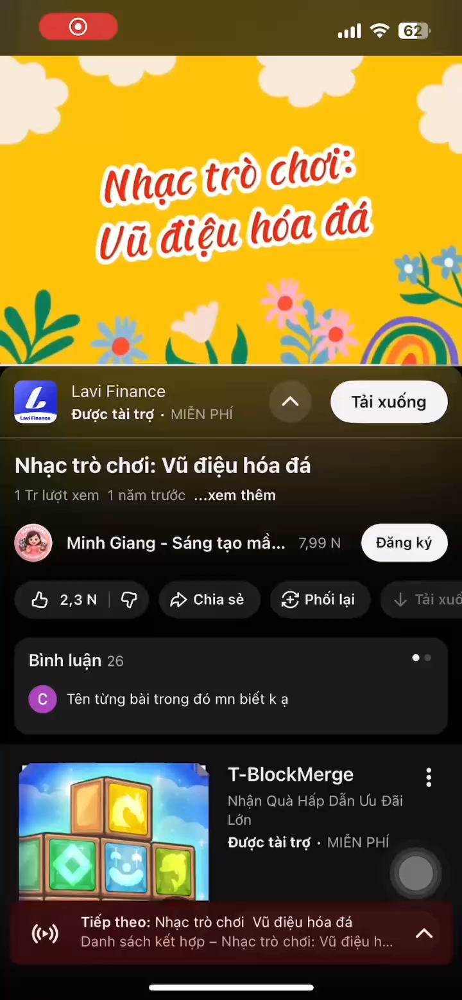 62
Nhạc trò chơi:
Vũ điệu hóa đá
Lavi Finance
Lavi Finance
Được tài trợ · MIỄN PHÍ
Tải xuống
Nhạc trò chơi: Vũ điệu hóa đá
1 Tr lượt xem 1 năm trước ...xem thêm
Minh Giang - Sáng tạo mầ... 7,99 N
Đăng ký
2,3 N
Chia sẻ
Phối lại
Tải xuố
Bình luận 26
C
Tên từng bài trong đó mn biết k ạ
T-BlockMerge
Nhận Quà Hấp Dẫn Ưu Đãi
Lớn
Được tài trợ · MIỄN PHÍ
Tiếp theo: Nhạc trò chơi Vũ điệu hóa đá
Danh sách kết hợp – Nhạc trò chơi: Vũ điệu h...